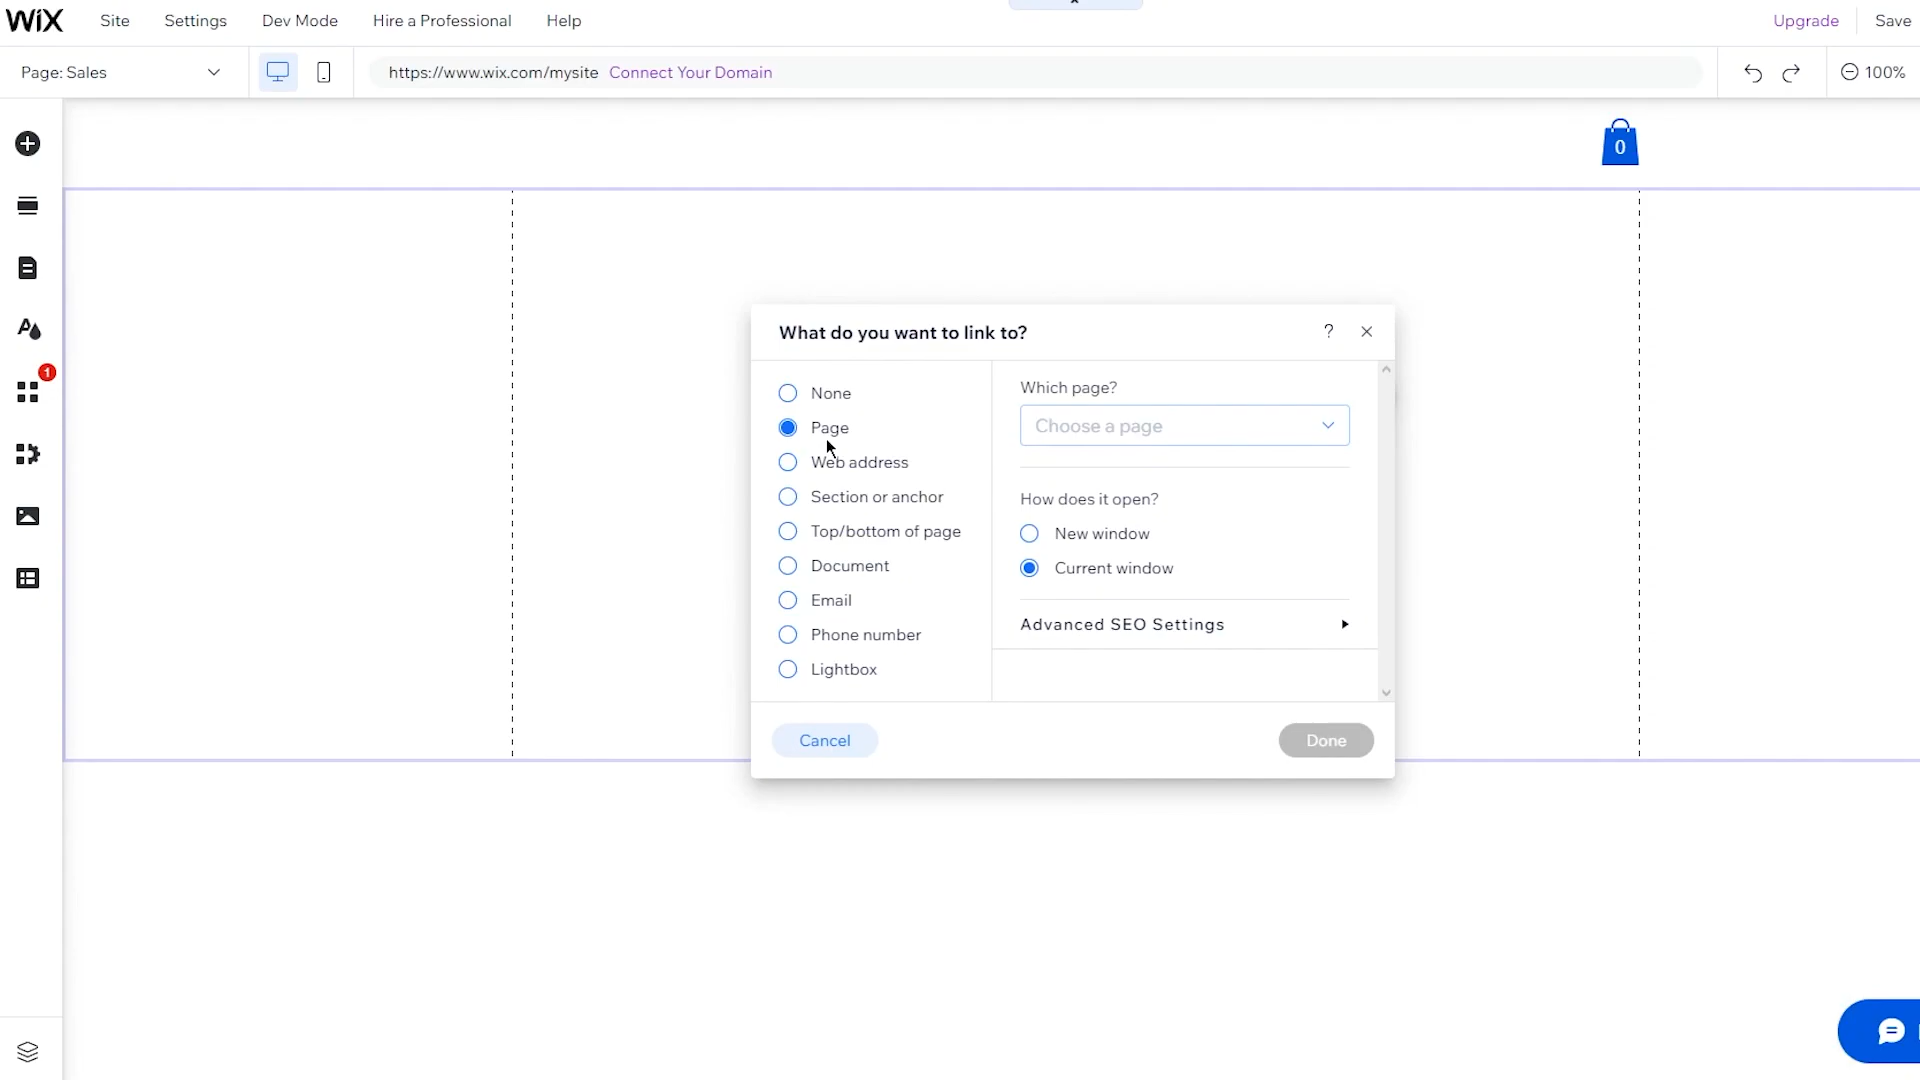 WiX Site Settings Dev Mode Hire a Professional Help Upgrade Save
Page: Sales https://www.wix.com/mysite Connect Your Domain 100%
0
1
What do you want to link to? ?
None
Page
Web address
Section or anchor
Top/bottom of page
Document
Email
Phone number
Lightbox
Which page?
Choose a page
How does it open?
New window
Current window
Advanced SEO Settings
Cancel Done